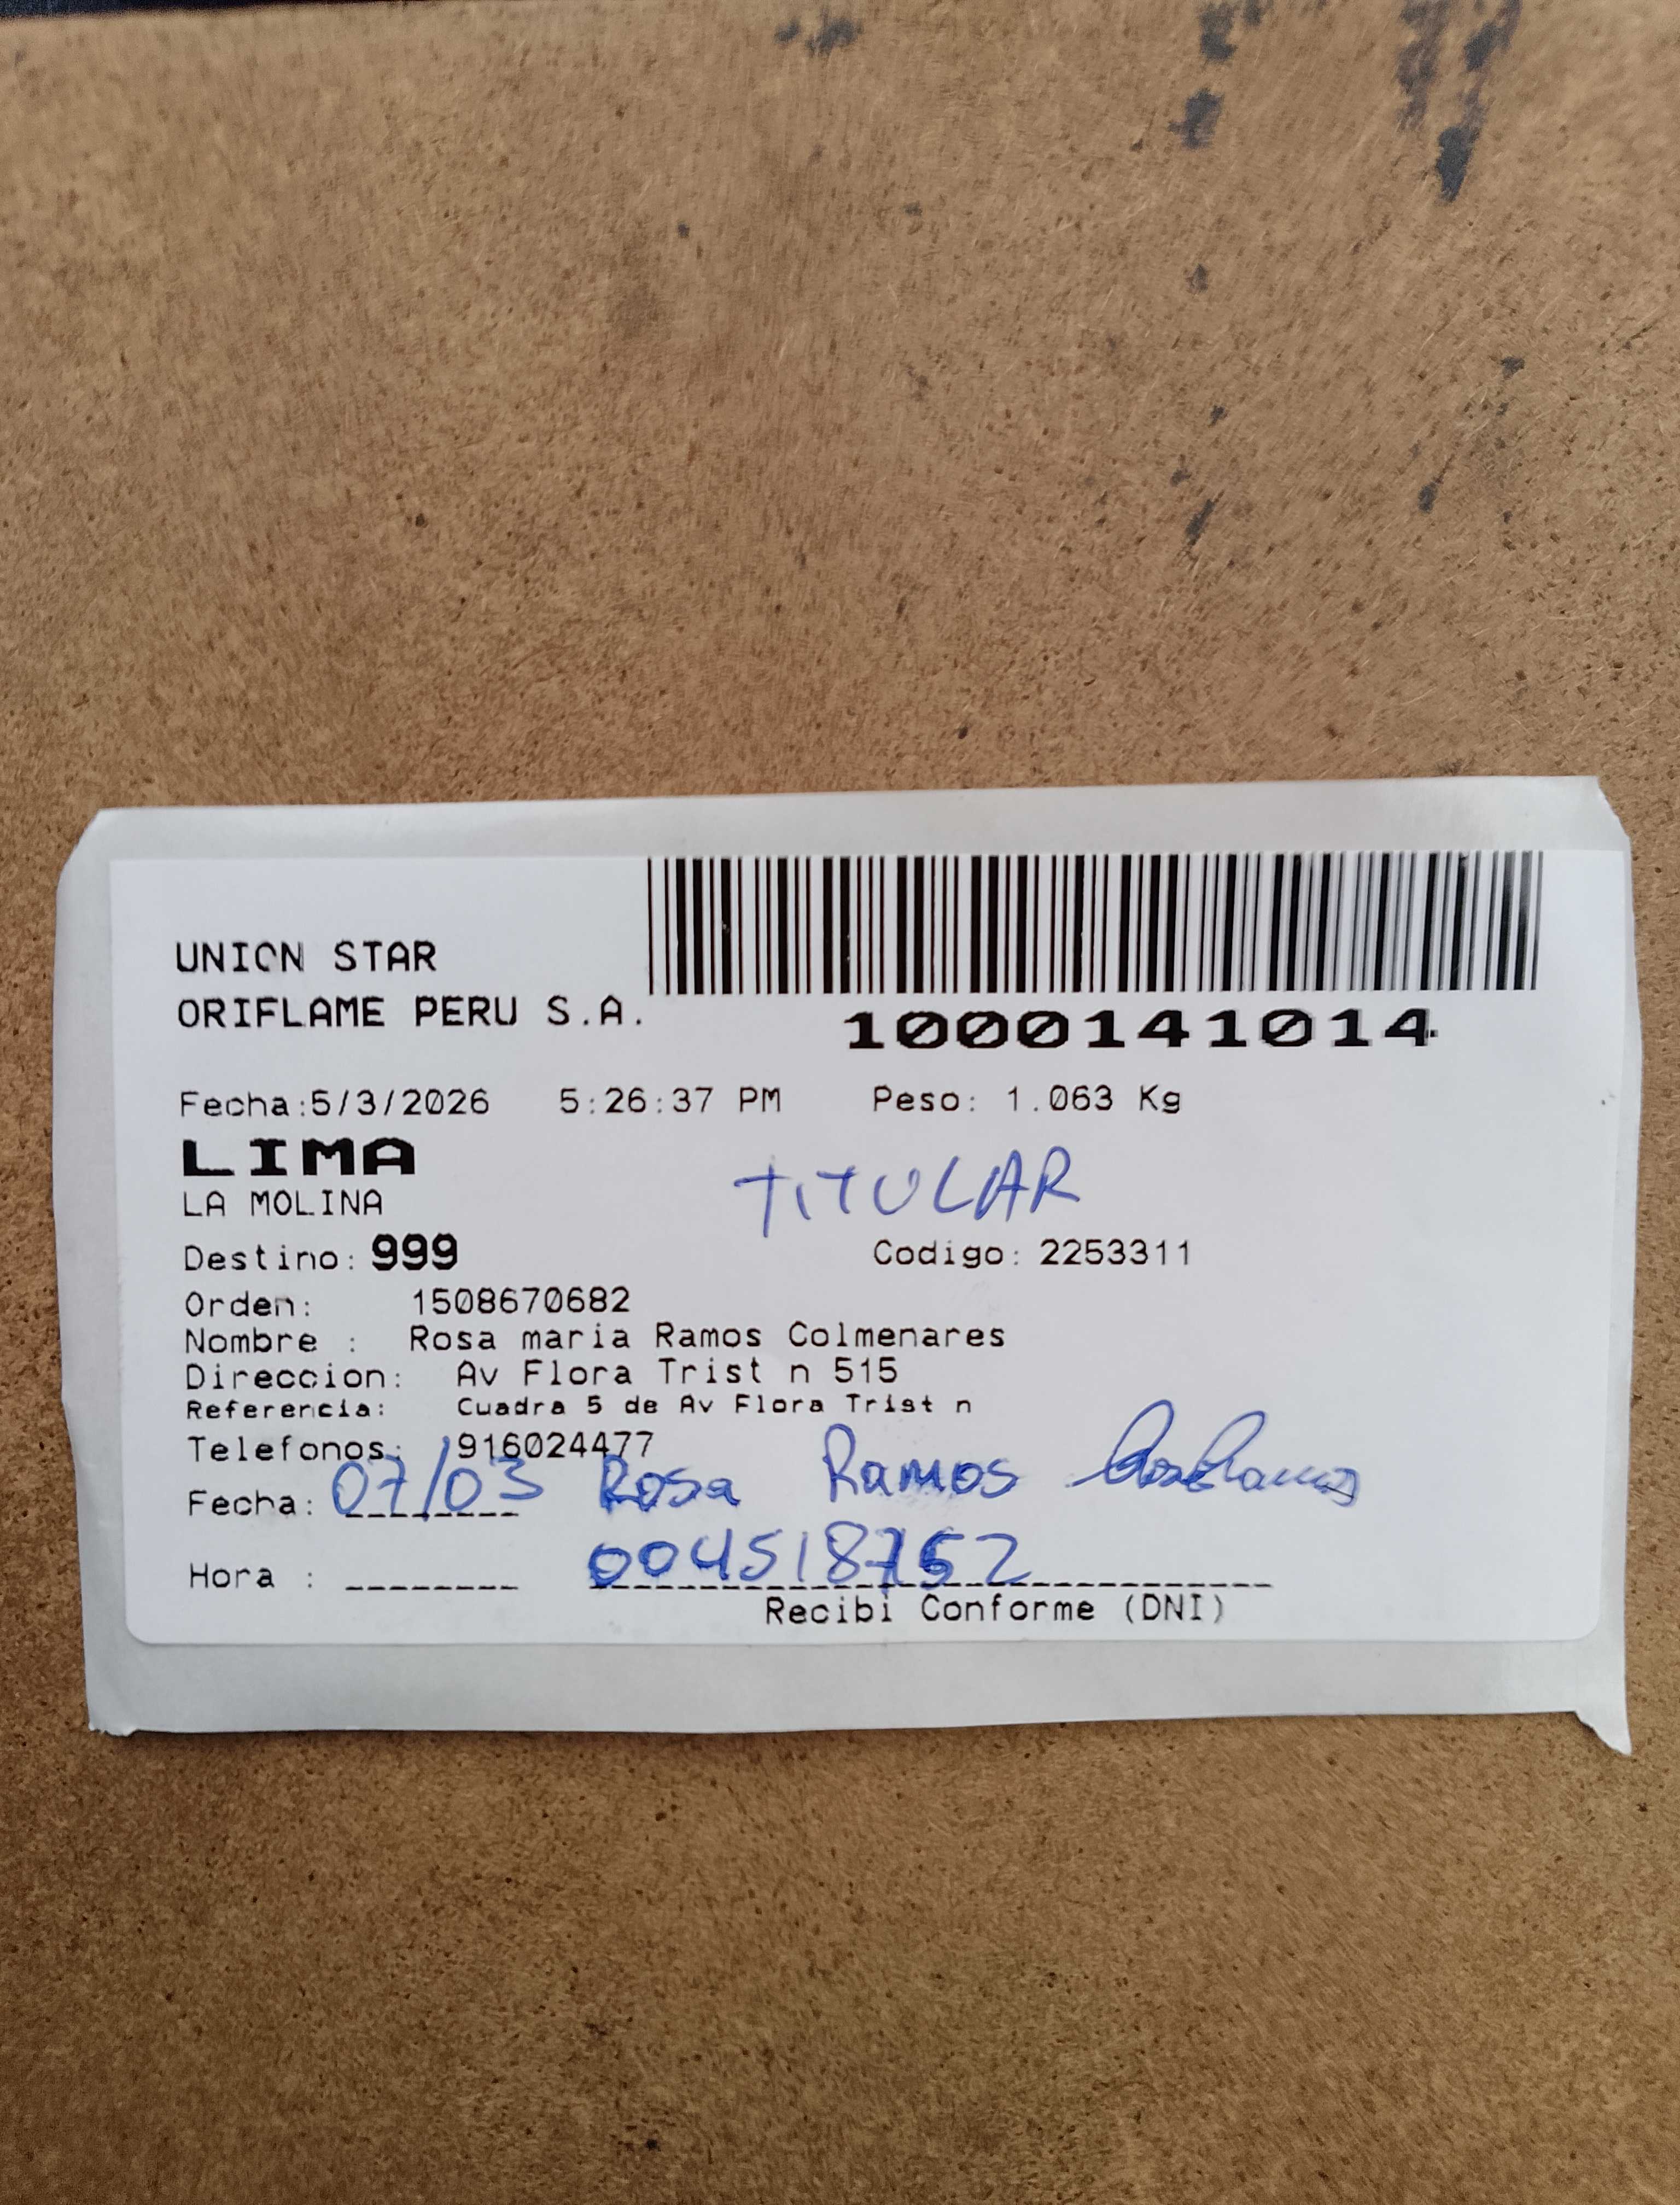 UNION STAR
ORIFLAME PERU S.A.
1000141014
Fecha:5/3/2026 5:26:37 PM Peso: 1.063 Kg
LIMA
TITULAR
LA MOLINA
Destino: 999 Codigo: 2253311
Orden: 1508670682
Nombre : Rosa maria Ramos Colmenares
Direccion: Av Flora Trist n 515
Referencia: Cuadra 5 de Av Flora Trist n
Telefonos: 916024477
Fecha: 07/03 Rosa Ramos
Hora : 004518752
Recibi Conforme (DNI)